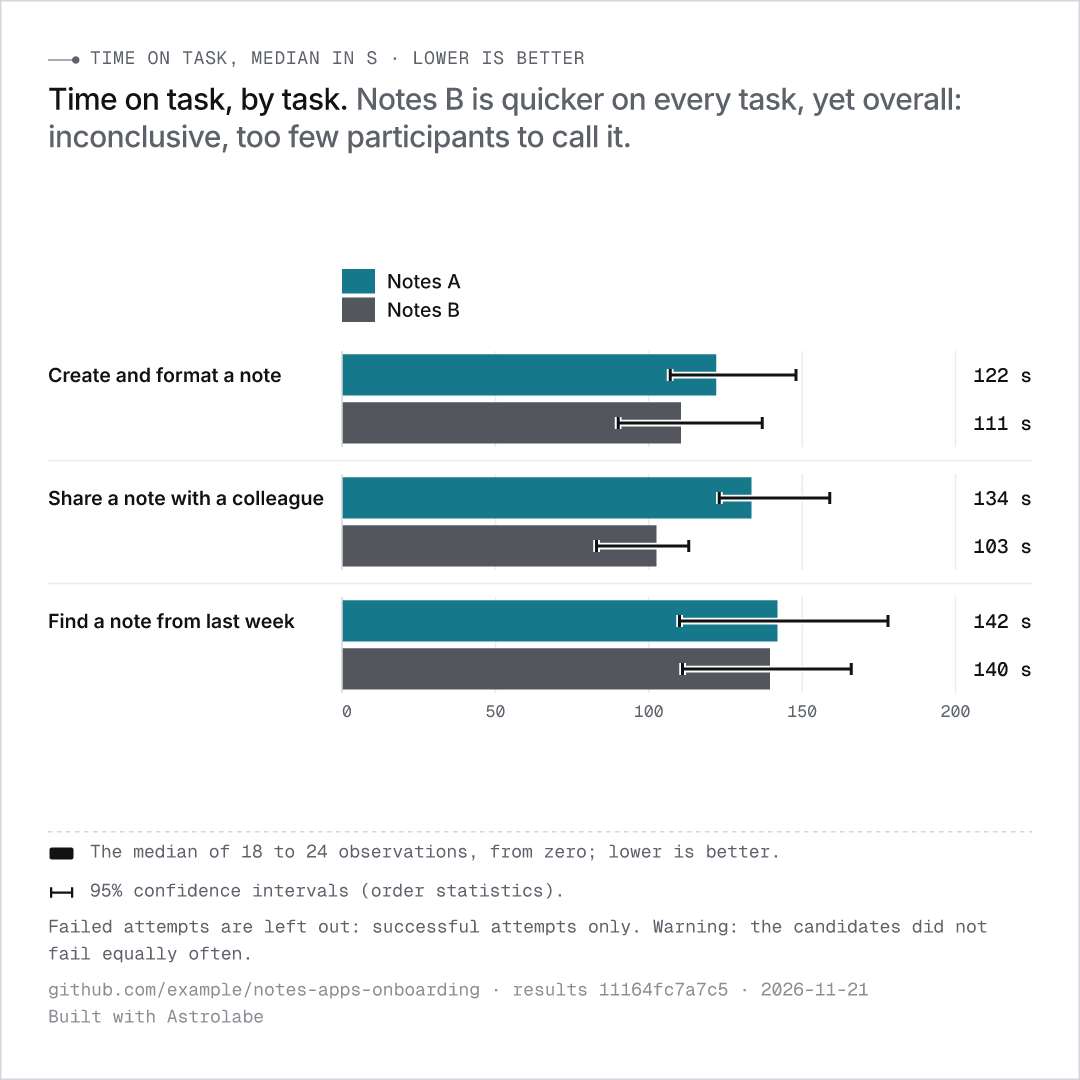 TIME ON TASK, MEDIAN IN S · LOWER IS BETTER
Time on task, by task. Notes B is quicker on every task, yet overall:
inconclusive, too few participants to call it.
Notes A
Notes B
Create and format a note
122 s
111 s
Share a note with a colleague
134 s
103 s
Find a note from last week
142 s
140 s
0 50 100 150 200
The median of 18 to 24 observations, from zero; lower is better.
95% confidence intervals (order statistics).
Failed attempts are left out: successful attempts only. Warning: the candidates did not
fail equally often.
github.com/example/notes-apps-onboarding · results 11164fc7a7c5 · 2026-11-21
Built with Astrolabe